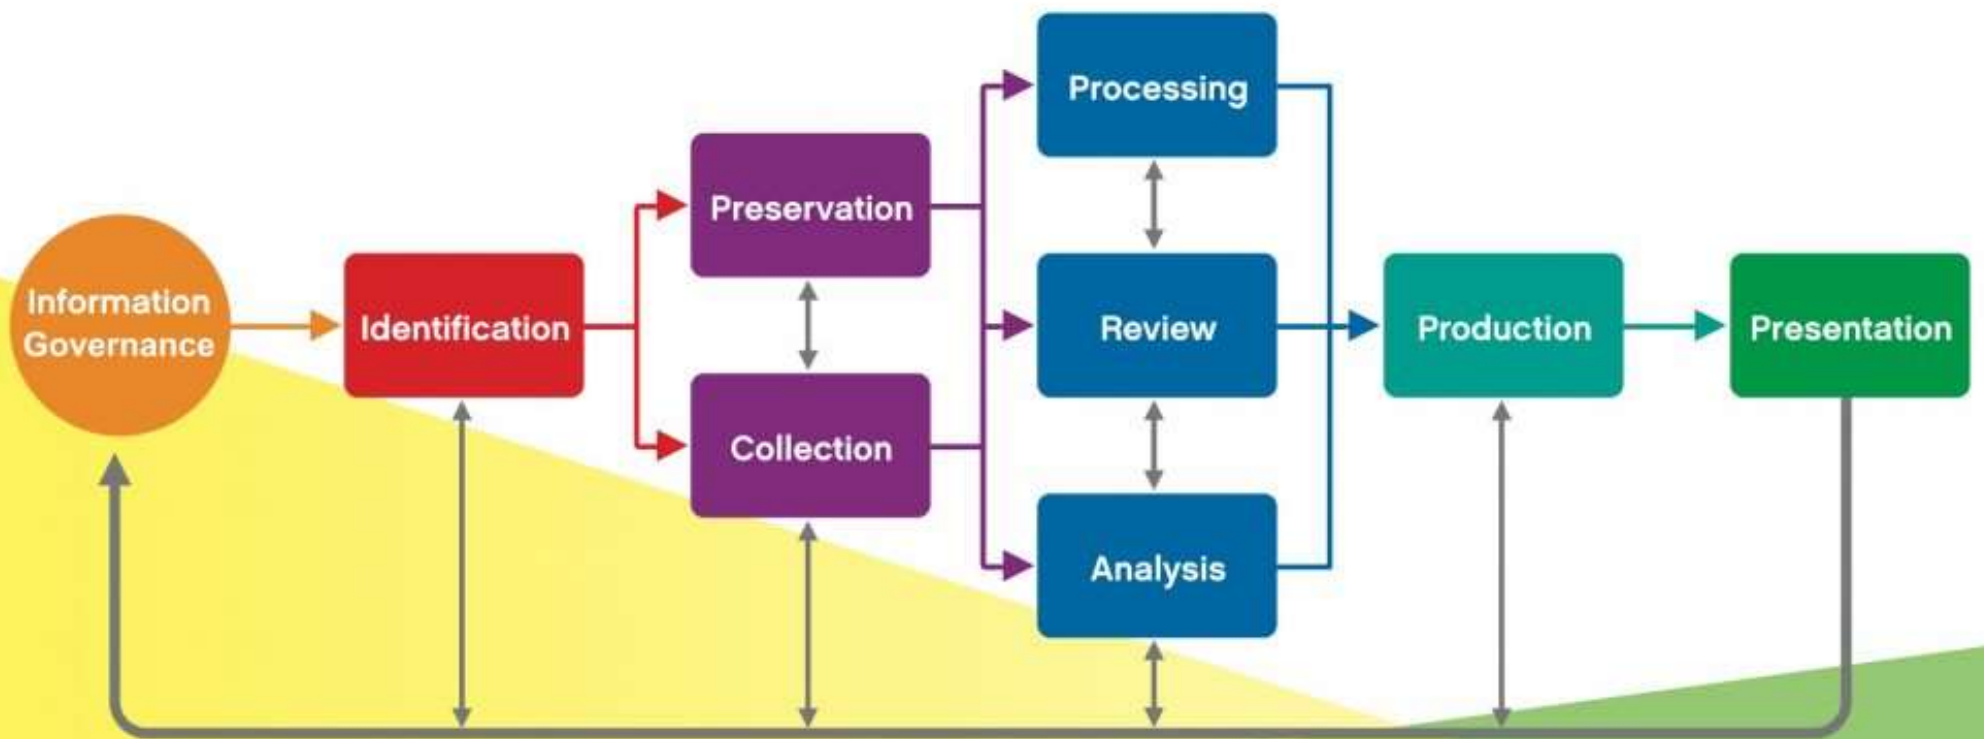 Information
Governance
Identification
Preservation
Collection
Processing
Review
Analysis
Production
Presentation